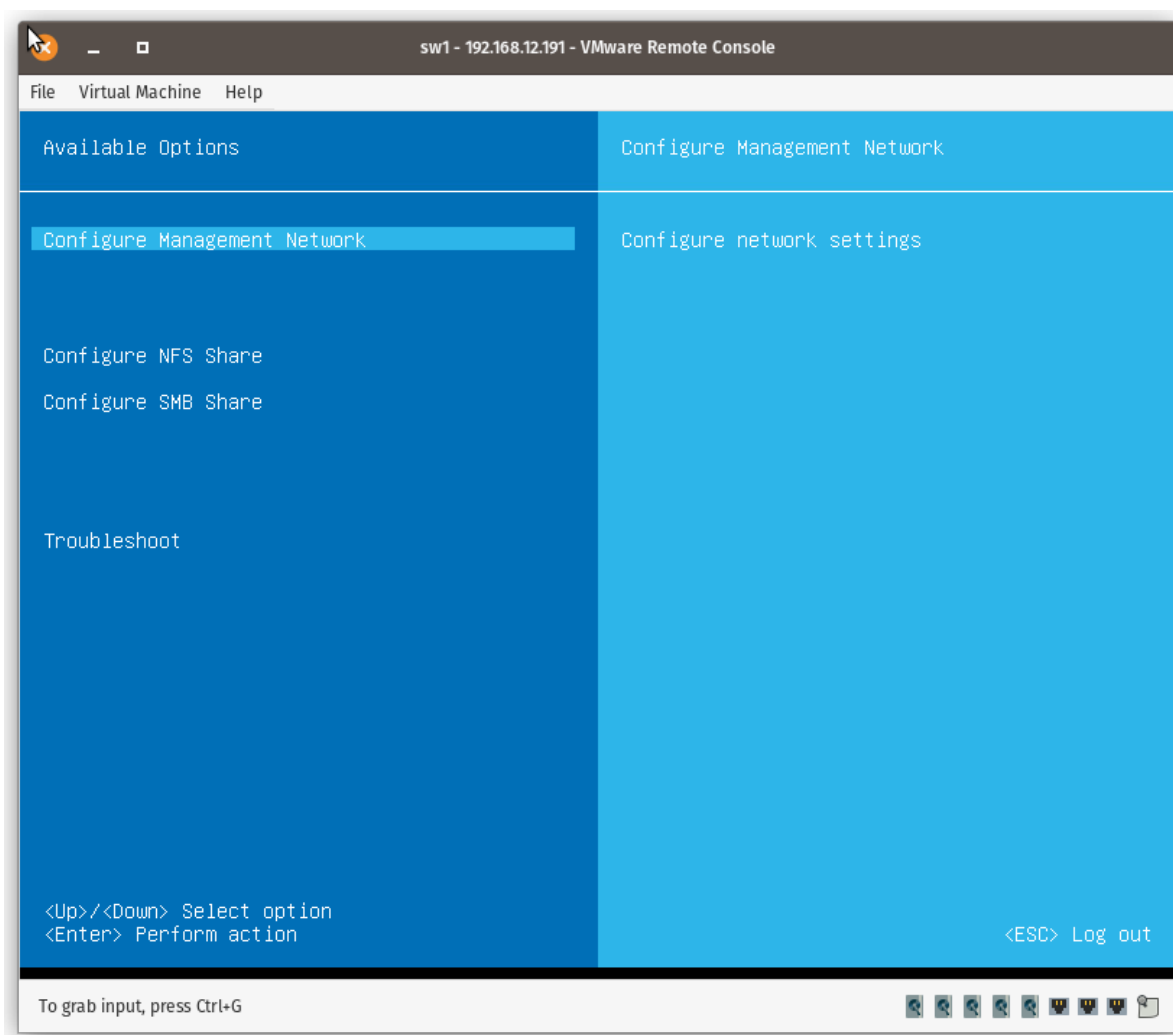 sw1 - 192.168.12.191 - VMware Remote Console
File Virtual Machine Help
Available Options
Configure Management Network
Configure Management Network
Configure network settings
Configure NFS Share
Configure SMB Share
Troubleshoot
<Up>/<Down> Select option
<Enter> Perform action
<ESC> Log out
To grab input, press Ctrl+G